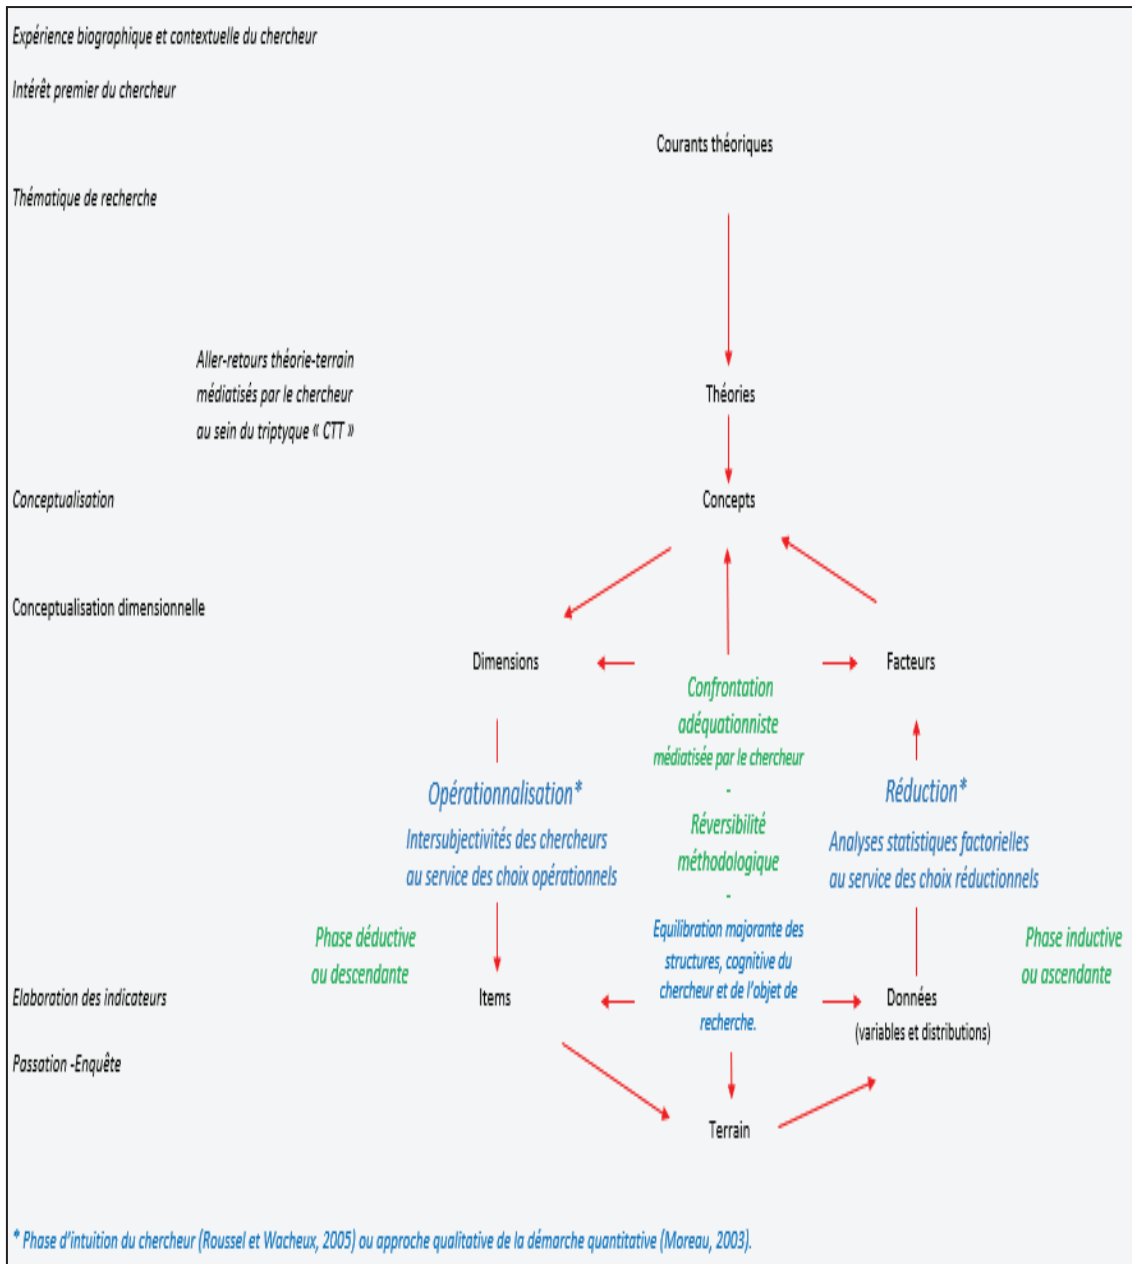 Expérience biographique et contextuelle du chercheur
Intérêt premier du chercheur
Courants théoriques
Thématique de recherche
Aller-retours théorie-terrain
médiatisés par le chercheur
au sein du triptyque « CTT »
Théories
Conceptualisation
Concepts
Conceptualisation dimensionnelle
Dimensions
Facteurs
Confrontation
adéquationniste
médiatisée par le chercheur
-
Réversibilité
méthodologique
-
Equilibration majorante des
structures, cognitive du
chercheur et de l'objet de
recherche.
Opérationnalisation*
Intersubjectivités des chercheurs
au service des choix opérationnels
Réduction*
Analyses statistiques factorielles
au service des choix réductionnels
Phase déductive
ou descendante
Phase inductive
ou ascendante
Elaboration des indicateurs
Items
Données
(variables et distributions)
Passation -Enquête
Terrain
* Phase d'intuition du chercheur (Roussel et Wacheux, 2005) ou approche qualitative de la démarche quantitative (Moreau, 2003).